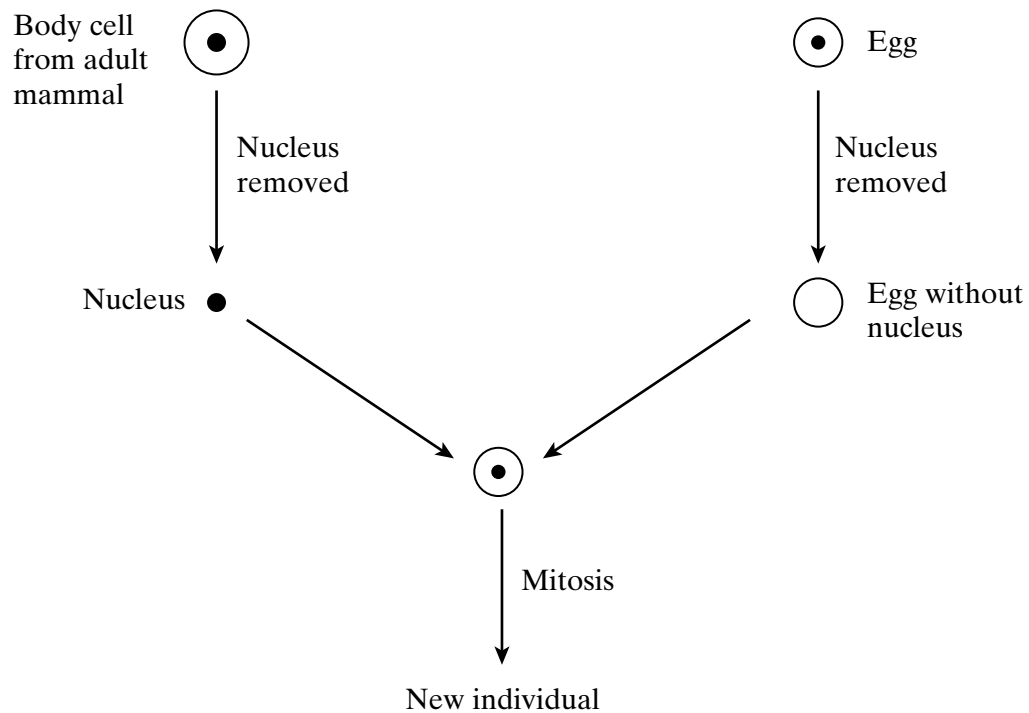 Body cell
from adult
mammal
Egg
Nucleus
removed
Nucleus
removed
Nucleus
Egg without
nucleus
Mitosis
New individual